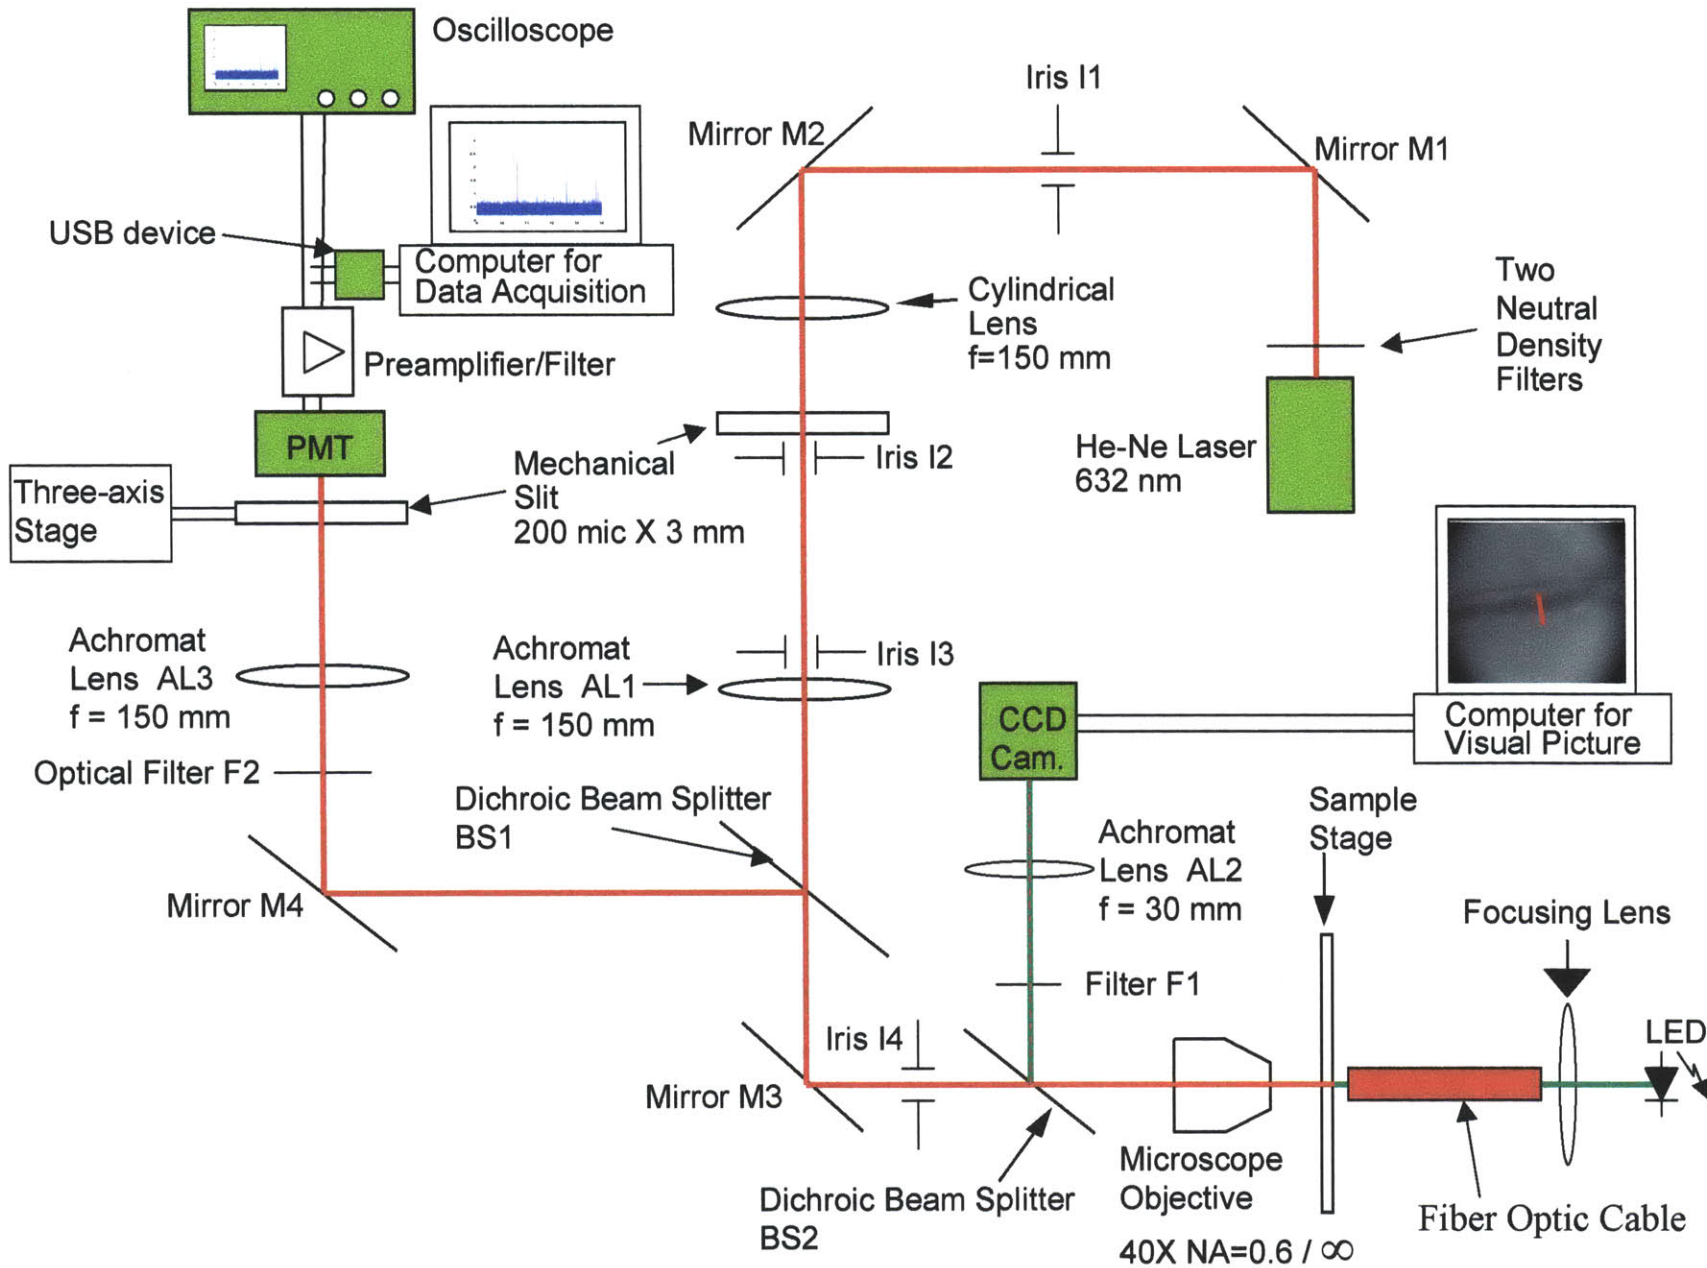 Oscilloscope
Iris I1
Mirror M2
Mirror M1
USB device
Computer for
Data Acquisition
Cylindrical
Lens
f=150 mm
Two
Neutral
Density
Filters
Preamplifier/Filter
PMT
Mechanical
Slit
200 mic X 3 mm
Iris I2
He-Ne Laser
632 nm
Three-axis
Stage
Achromat
Lens AL3
f = 150 mm
Achromat
Lens AL1
f = 150 mm
Iris I3
CCD
Cam.
Computer for
Visual Picture
Optical Filter F2
Dichroic Beam Splitter
BS1
Achromat
Lens AL2
f = 30 mm
Sample
Stage
Mirror M4
Focusing Lens
Filter F1
Iris I4
LED
Mirror M3
Microscope
Objective
40X NA=0.6 / ∞
Dichroic Beam Splitter
BS2
Fiber Optic Cable